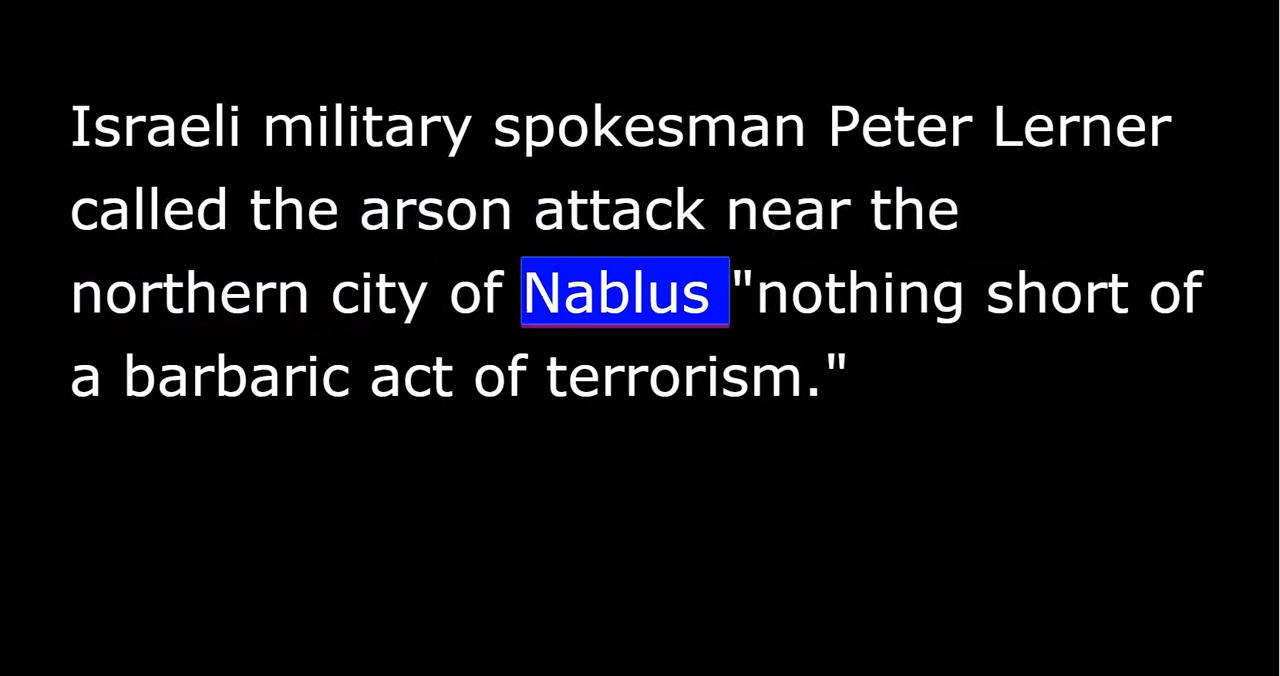 Israeli military spokesman Peter Lerner
called the arson attack near the
northern city of Nablus "nothing short of
a barbaric act of terrorism."